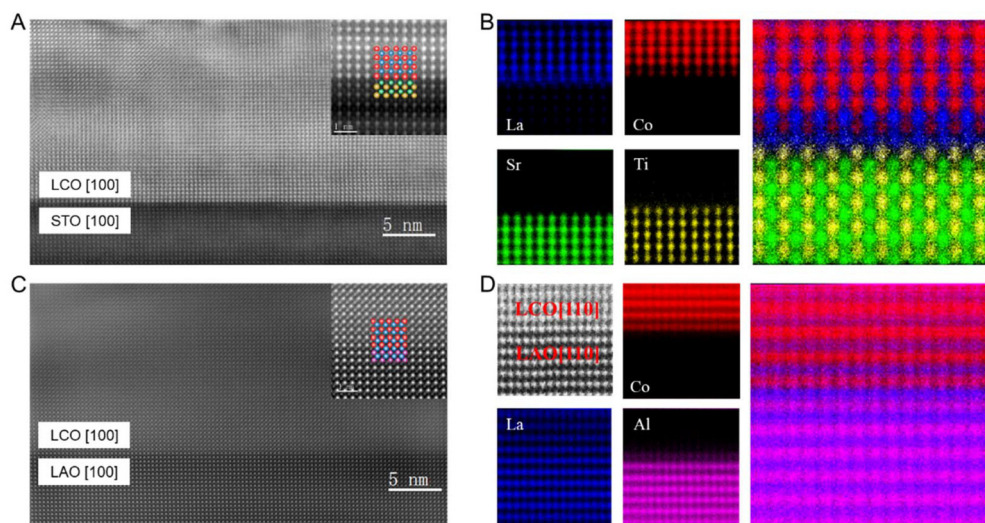 A
1 nm
LCO [100]
STO [100]
5 nm
B
La
Co
Sr
Ti
C
LCO [100]
LAO [100]
5 nm
D
LCO[110]
LAO[110]
Co
La
Al